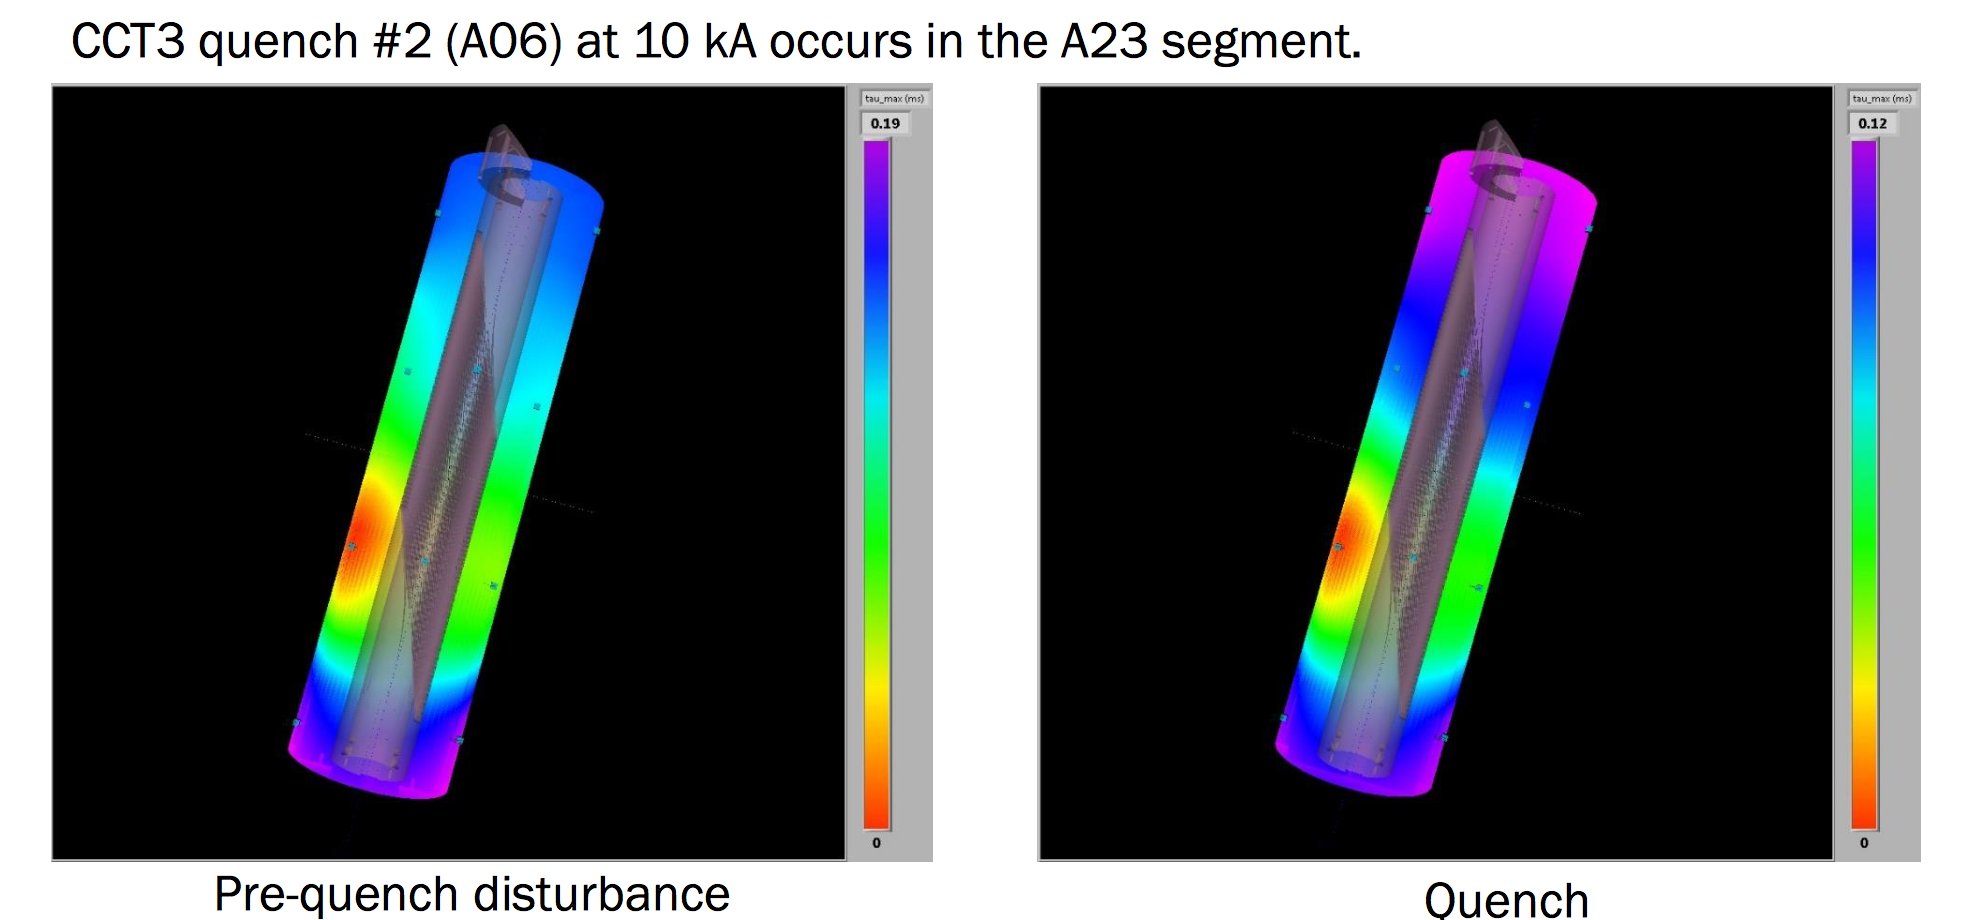 CCT3 quench #2 (A06) at 10 kA occurs in the A23 segment.
tau_max (ms)
0.19
0
tau_max (ms)
0.12
0
Pre-quench disturbance
Quench